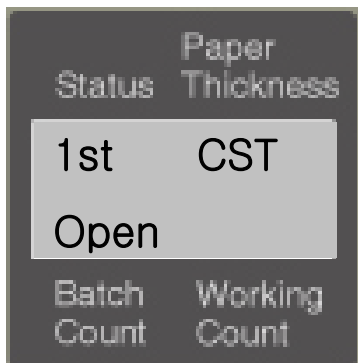 Paper
Status Thickness
1st CST
Open
Batch Working
Count Count